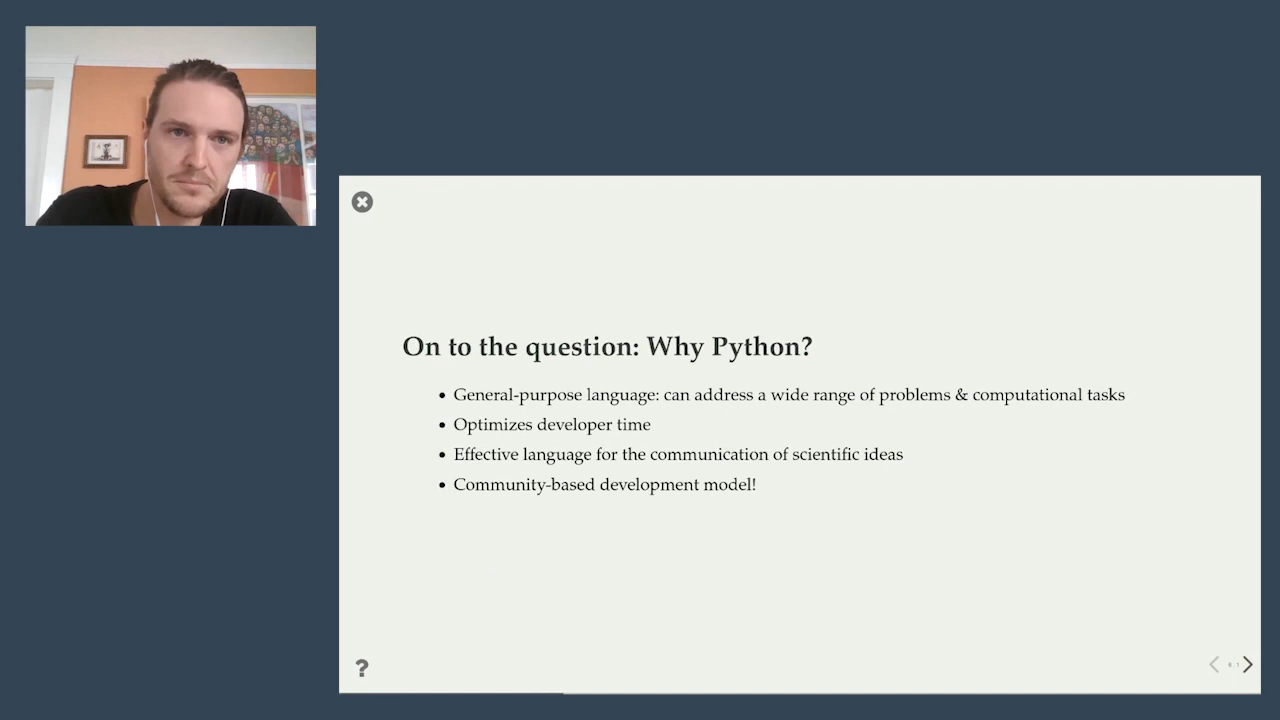 On to the question: Why Python?
• General-purpose language: can address a wide range of problems & computational tasks
• Optimizes developer time
• Effective language for the communication of scientific ideas
• Community-based development model!
?